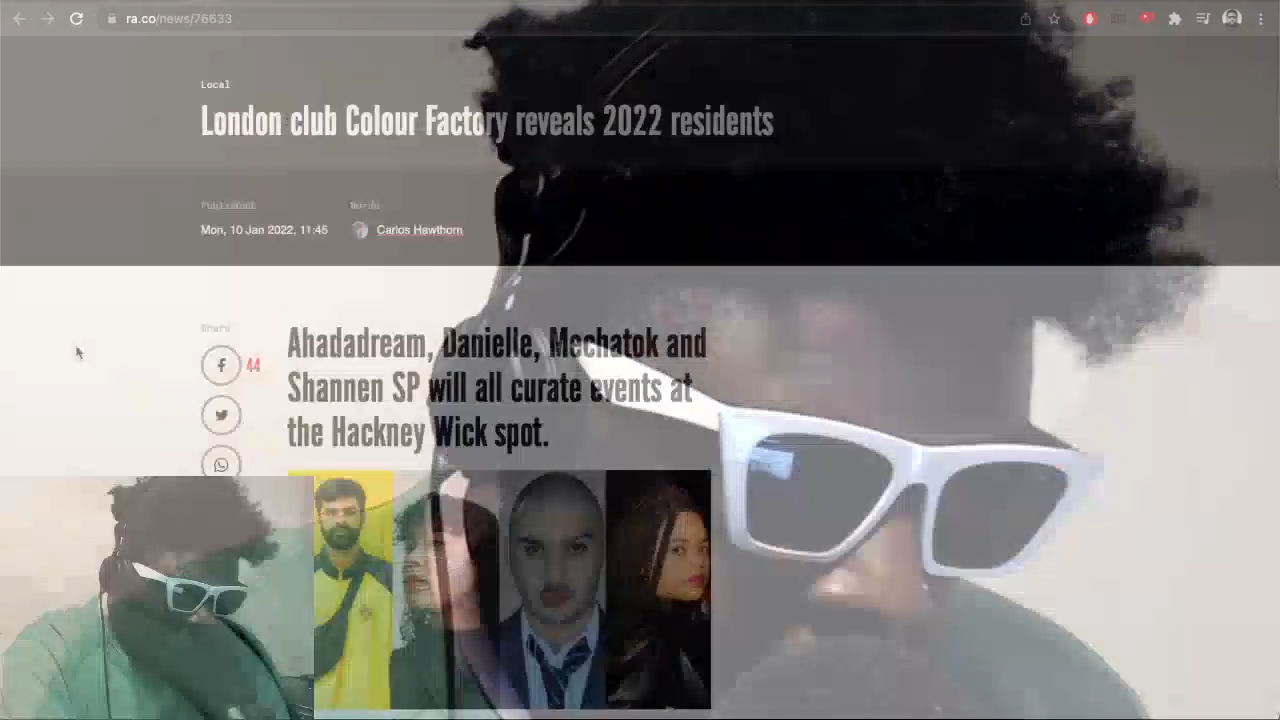 ra.co/news/76633
Local
London club Colour Factory reveals 2022 residents
Published
Words
Mon, 10 Jan 2022, 11:45
Carlos Hawthorn
Share
44
Ahadadream, Danielle, Mechatok and
Shannen SP will all curate events at
the Hackney Wick spot.